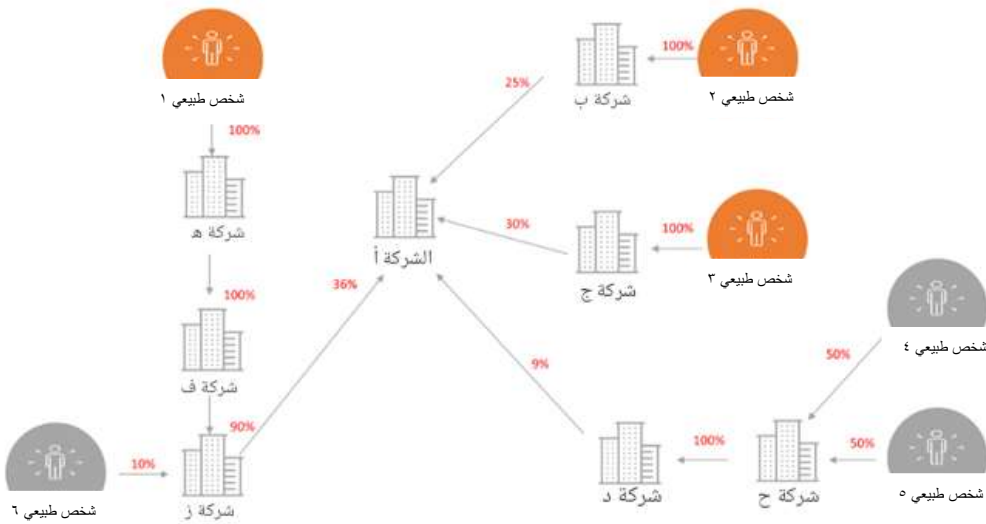 شخص طبيعي ١
100%
شركة ه
100%
شركة ف
90%
10%
شخص طبيعي ٦
شركة ز
36%
الشركة أ
25%
شركة ب
100%
شخص طبيعي ٢
30%
شركة ج
100%
شخص طبيعي ٣
9%
شركة د
100%
شركة ح
50%
شخص طبيعي ٤
50%
شخص طبيعي ٥